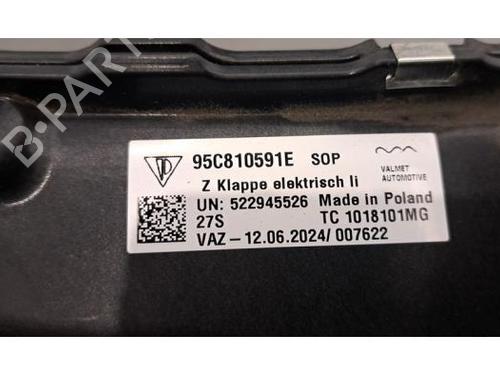 B-PARTS
95C810591E SOP
VALMET
AUTOMOTIVE
Z Klappe elektrisch li
UN: 522945526 Made in Poland
27S TC 1018101MG
VAZ-12.06.2024/ 007622